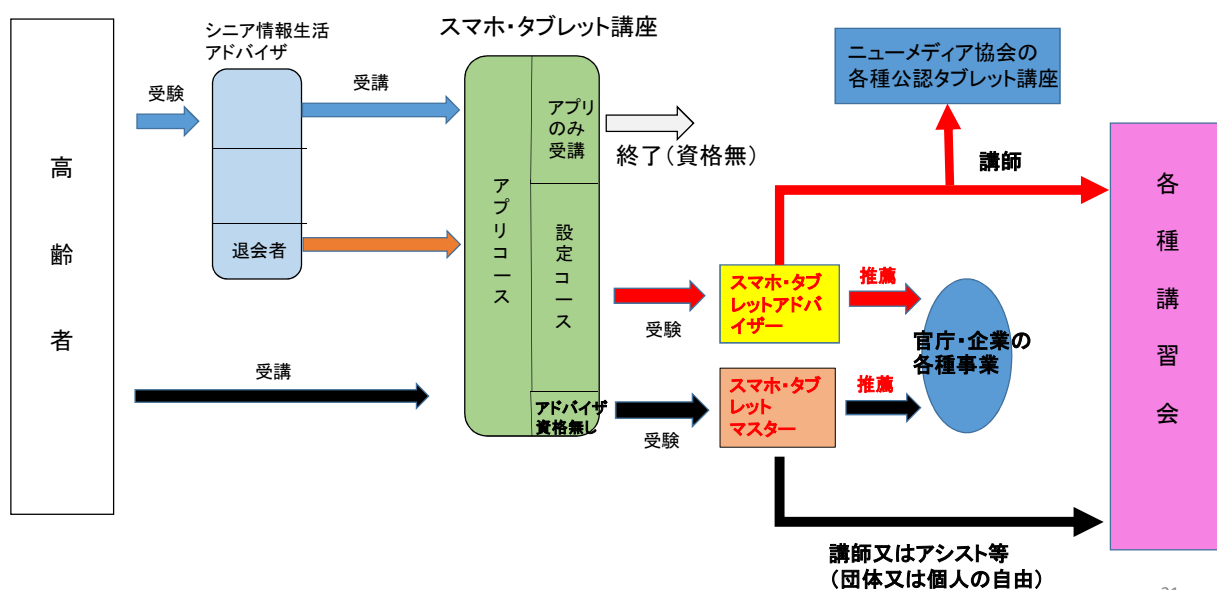 シニア情報生活
アドバイザ
スマホ・タブレット講座
ニューメディア協会の
各種公認タブレット講座
高齢者
受験
受講
退会者
アプリコース
アプリ
のみ
受講
設定コース
アドバイザ
資格無し
終了（資格無）
講師
各種講習会
受験
スマホ・タブ
レットアドバ
イザー
推薦
官庁・企業の
各種事業
受講
受験
スマホ・タブ
レット
マスター
推薦
講師又はアシスト等
（団体又は個人の自由）